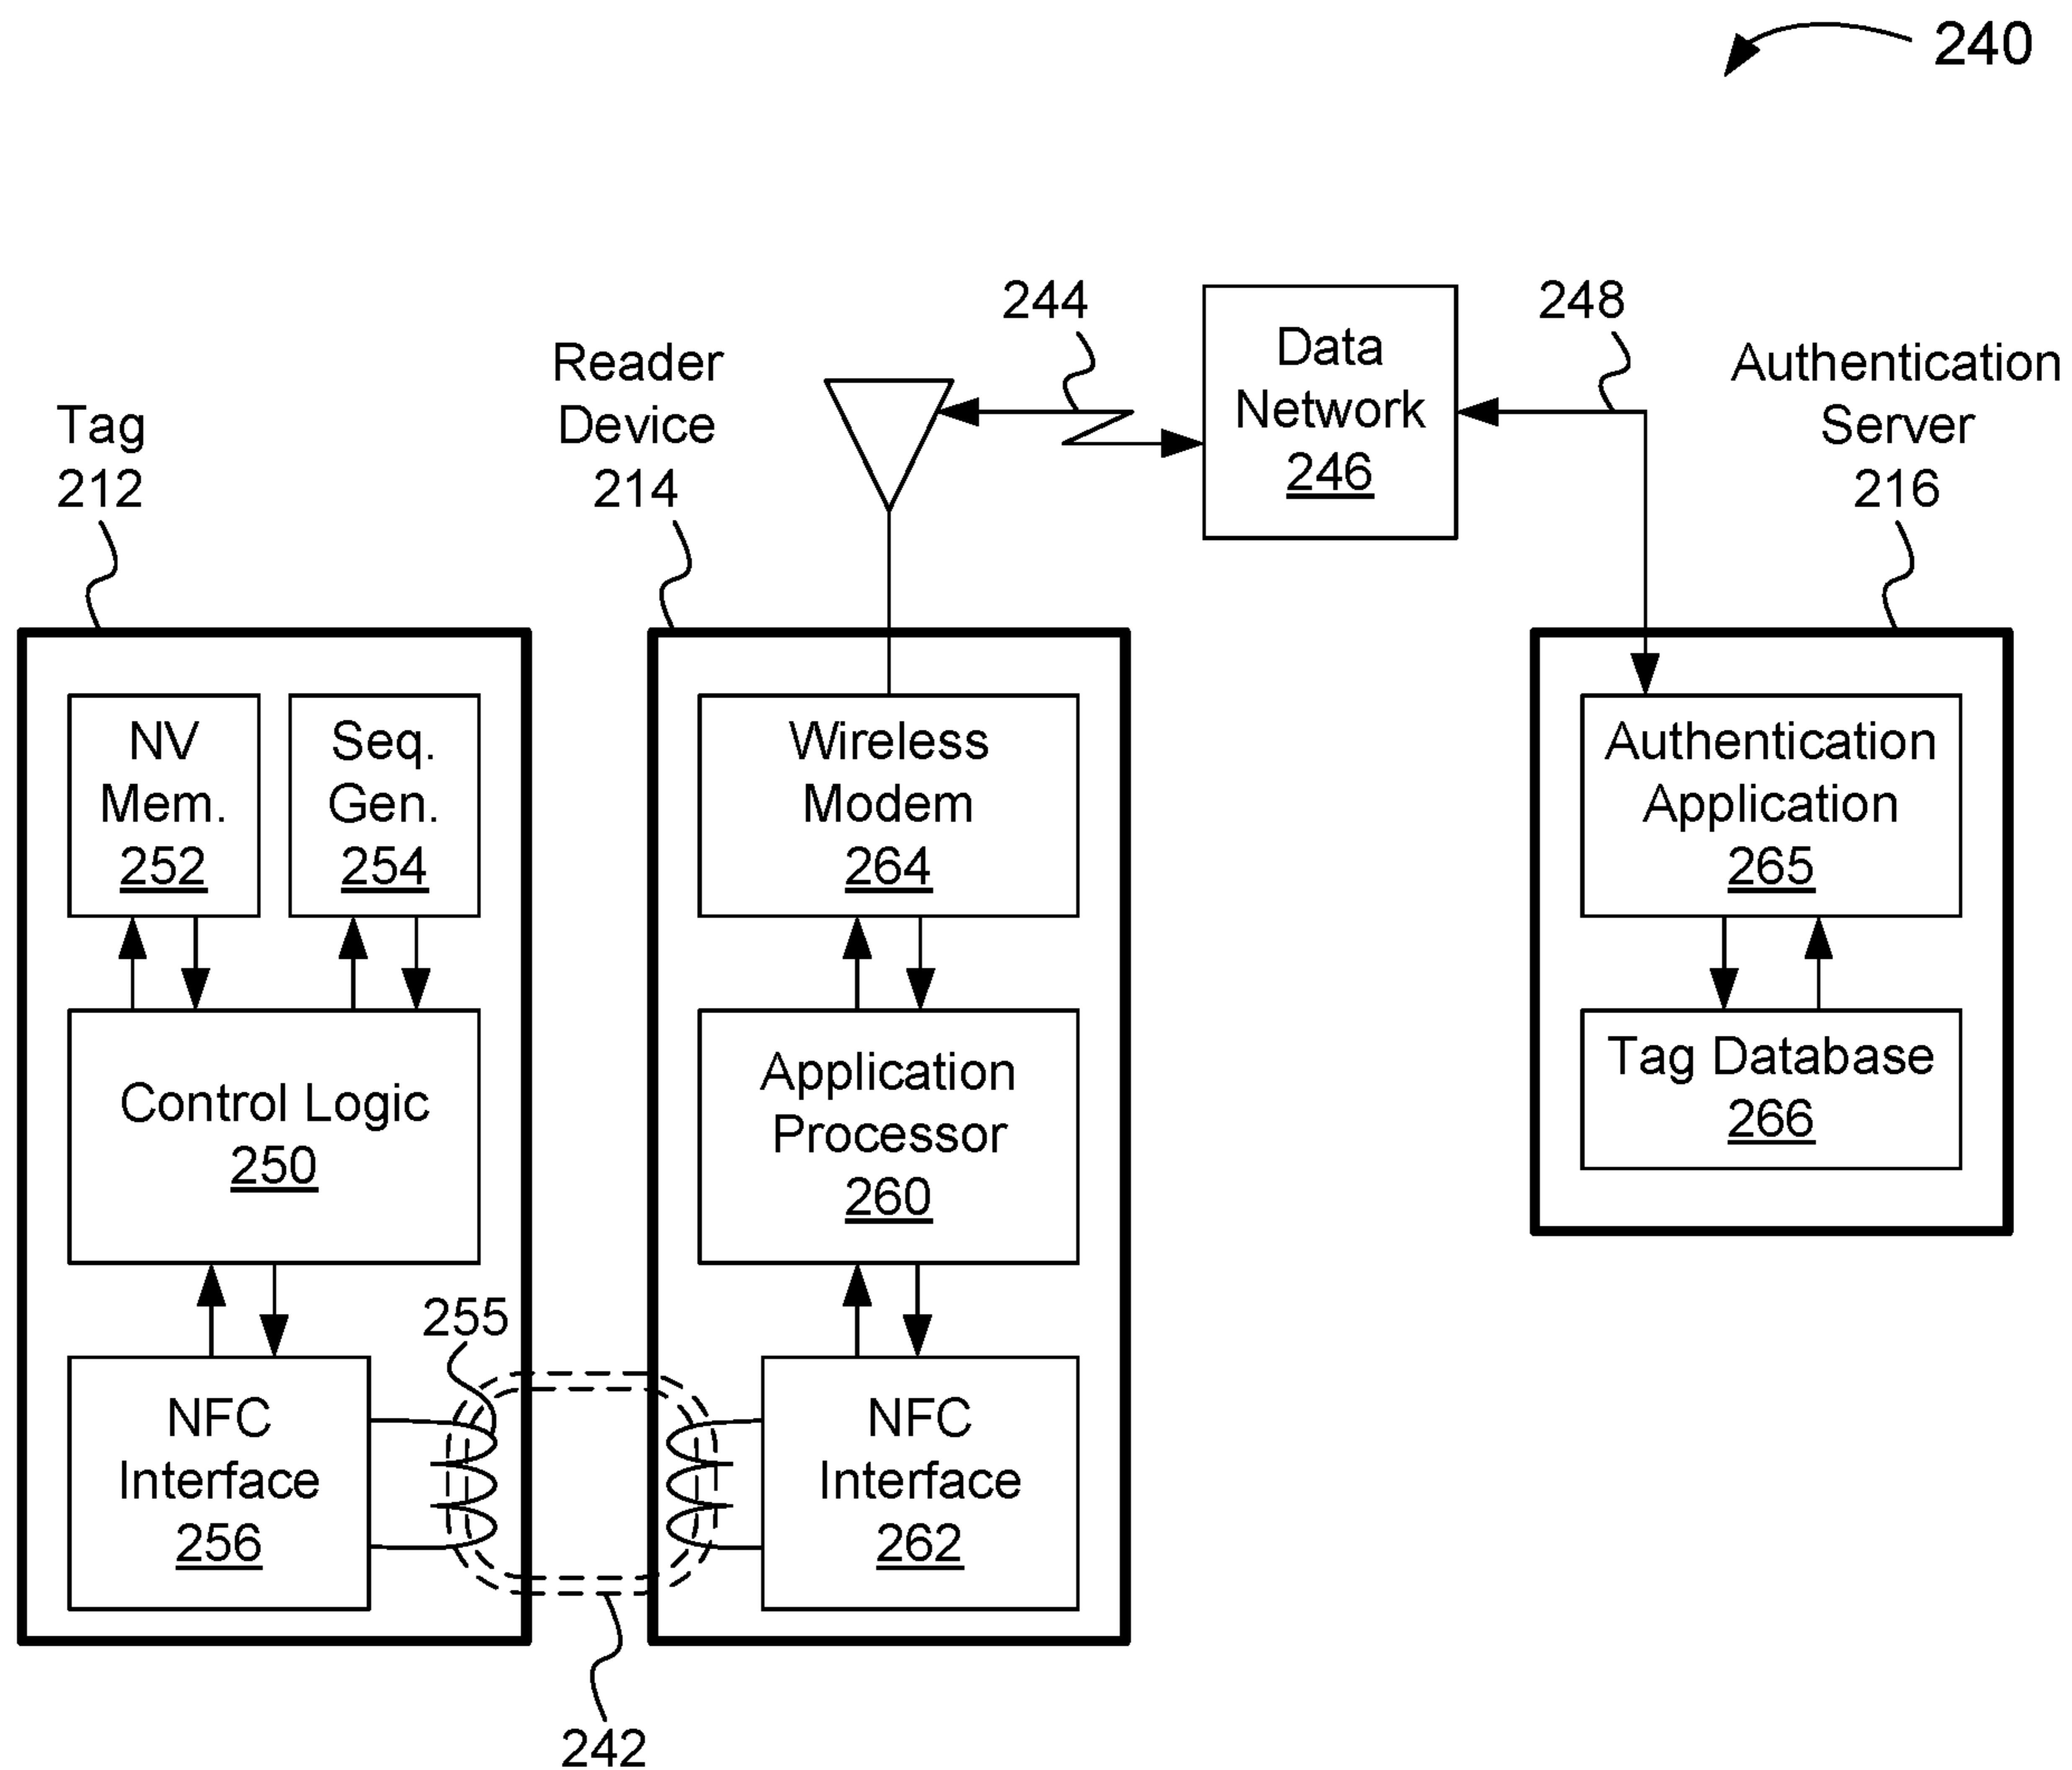 240
244
248
Data
Network
246
Reader
Device
214
Authentication
Server
216
Tag
212
NV
Mem.
252
Seq.
Gen.
254
Wireless
Modem
264
Authentication
Application
265
Control Logic
250
Application
Processor
260
Tag Database
266
255
NFC
Interface
256
NFC
Interface
262
242